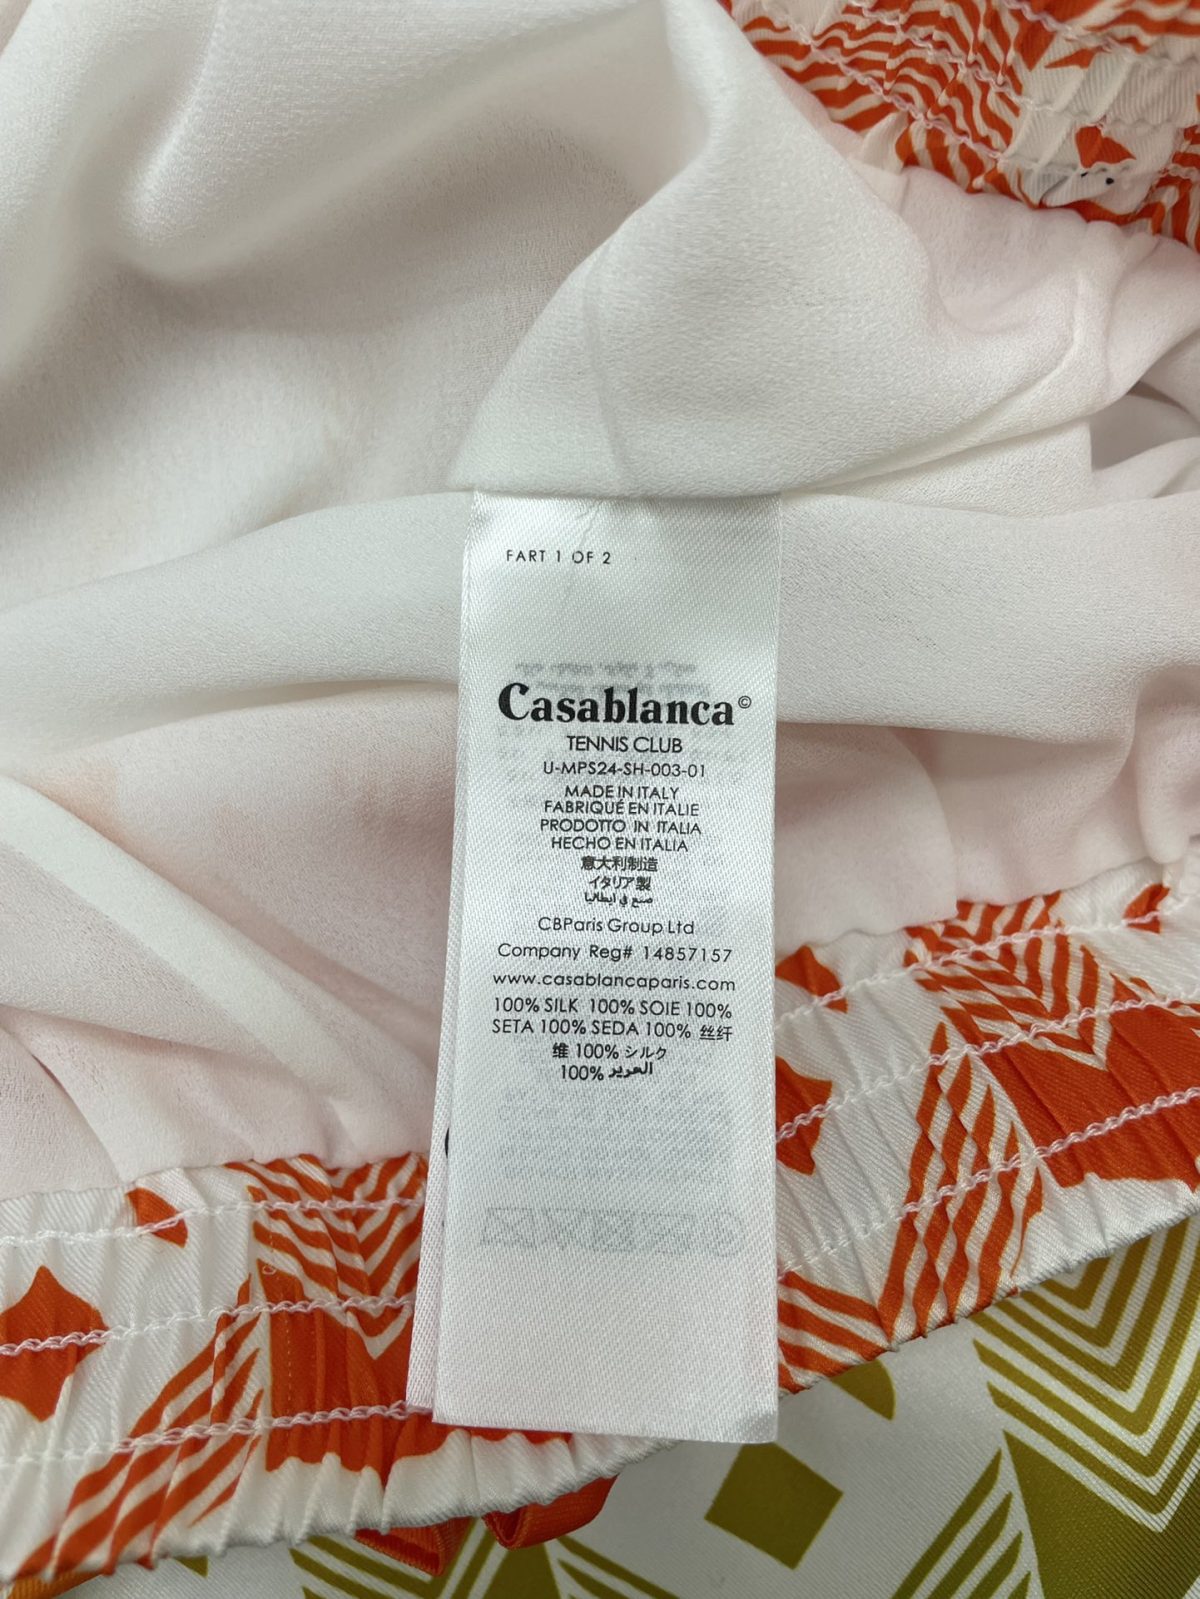 FART 1 OF 2
Casablanca©
TENNIS CLUB
U-MPS24-SH-003-01
MADE IN ITALY
FABRIQUÉ EN ITALIE
PRODOTTO IN ITALIA
HECHO EN ITALIA
意大利制造
イタリア製
صنع في ايطاليا
CBParis Group Ltd
Company Reg# 14857157
www.casablancaparis.com
100% SILK 100% SOIE 100%
SETA 100% SEDA 100% 丝纤
维 100% シルク
100% العرير